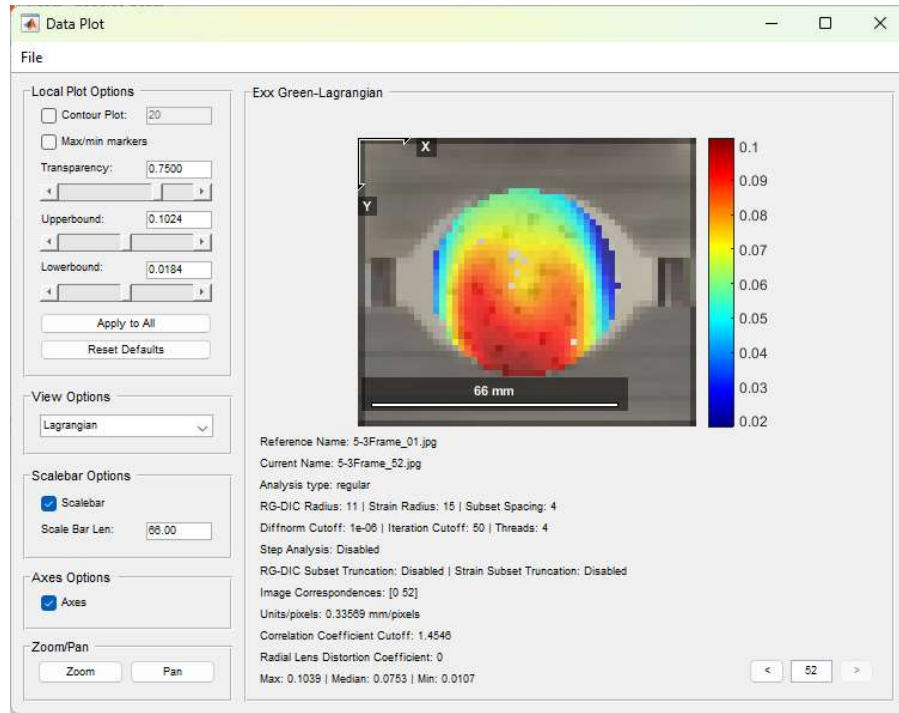 Data Plot
File
Local Plot Options
Contour Plot: 20
Max/min markers
Transparency: 0.7500
Upperbound: 0.1024
Lowerbound: 0.0184
Apply to All
Reset Defaults
View Options
Lagrangian
Scalebar Options
Scalebar
Scale Bar Len: 66.00
Axes Options
Axes
Zoom/Pan
Zoom Pan
Exx Green-Lagrangian
X
Y
66 mm
0.1
0.09
0.08
0.07
0.06
0.05
0.04
0.03
0.02
Reference Name: 5-3Frame_01.jpg
Current Name: 5-3Frame_52.jpg
Analysis type: regular
RG-DIC Radius: 11 | Strain Radius: 15 | Subset Spacing: 4
Diffnorm Cutoff: 1e-06 | Iteration Cutoff: 50 | Threads: 4
Step Analysis: Disabled
RG-DIC Subset Truncation: Disabled | Strain Subset Truncation: Disabled
Image Correspondences: [0 52]
Units/pixels: 0.33569 mm/pixels
Correlation Coefficient Cutoff: 1.4546
Radial Lens Distortion Coefficient: 0
Max: 0.1039 | Median: 0.0753 | Min: 0.0107
< 52 >